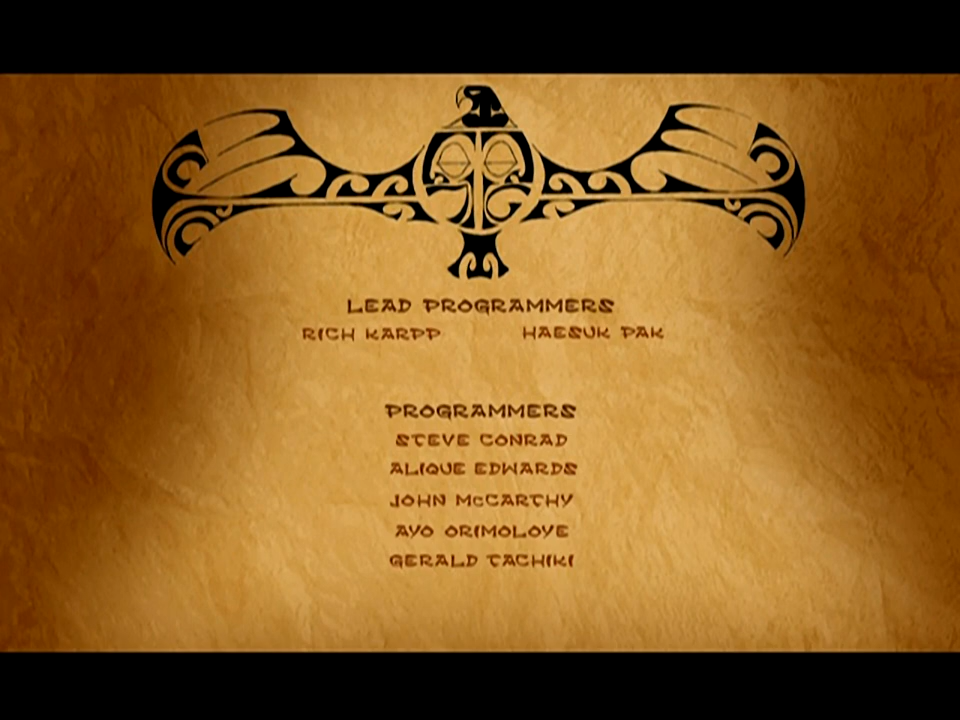 LEAD PROGRAMMERS
RICH KARPP HAESUK PAK
PROGRAMMERS
STEVE CONRAD
ALIQUE EDWARDS
JOHN McCARTHY
AYO ORIMOLOYE
GERALD TACHIKI